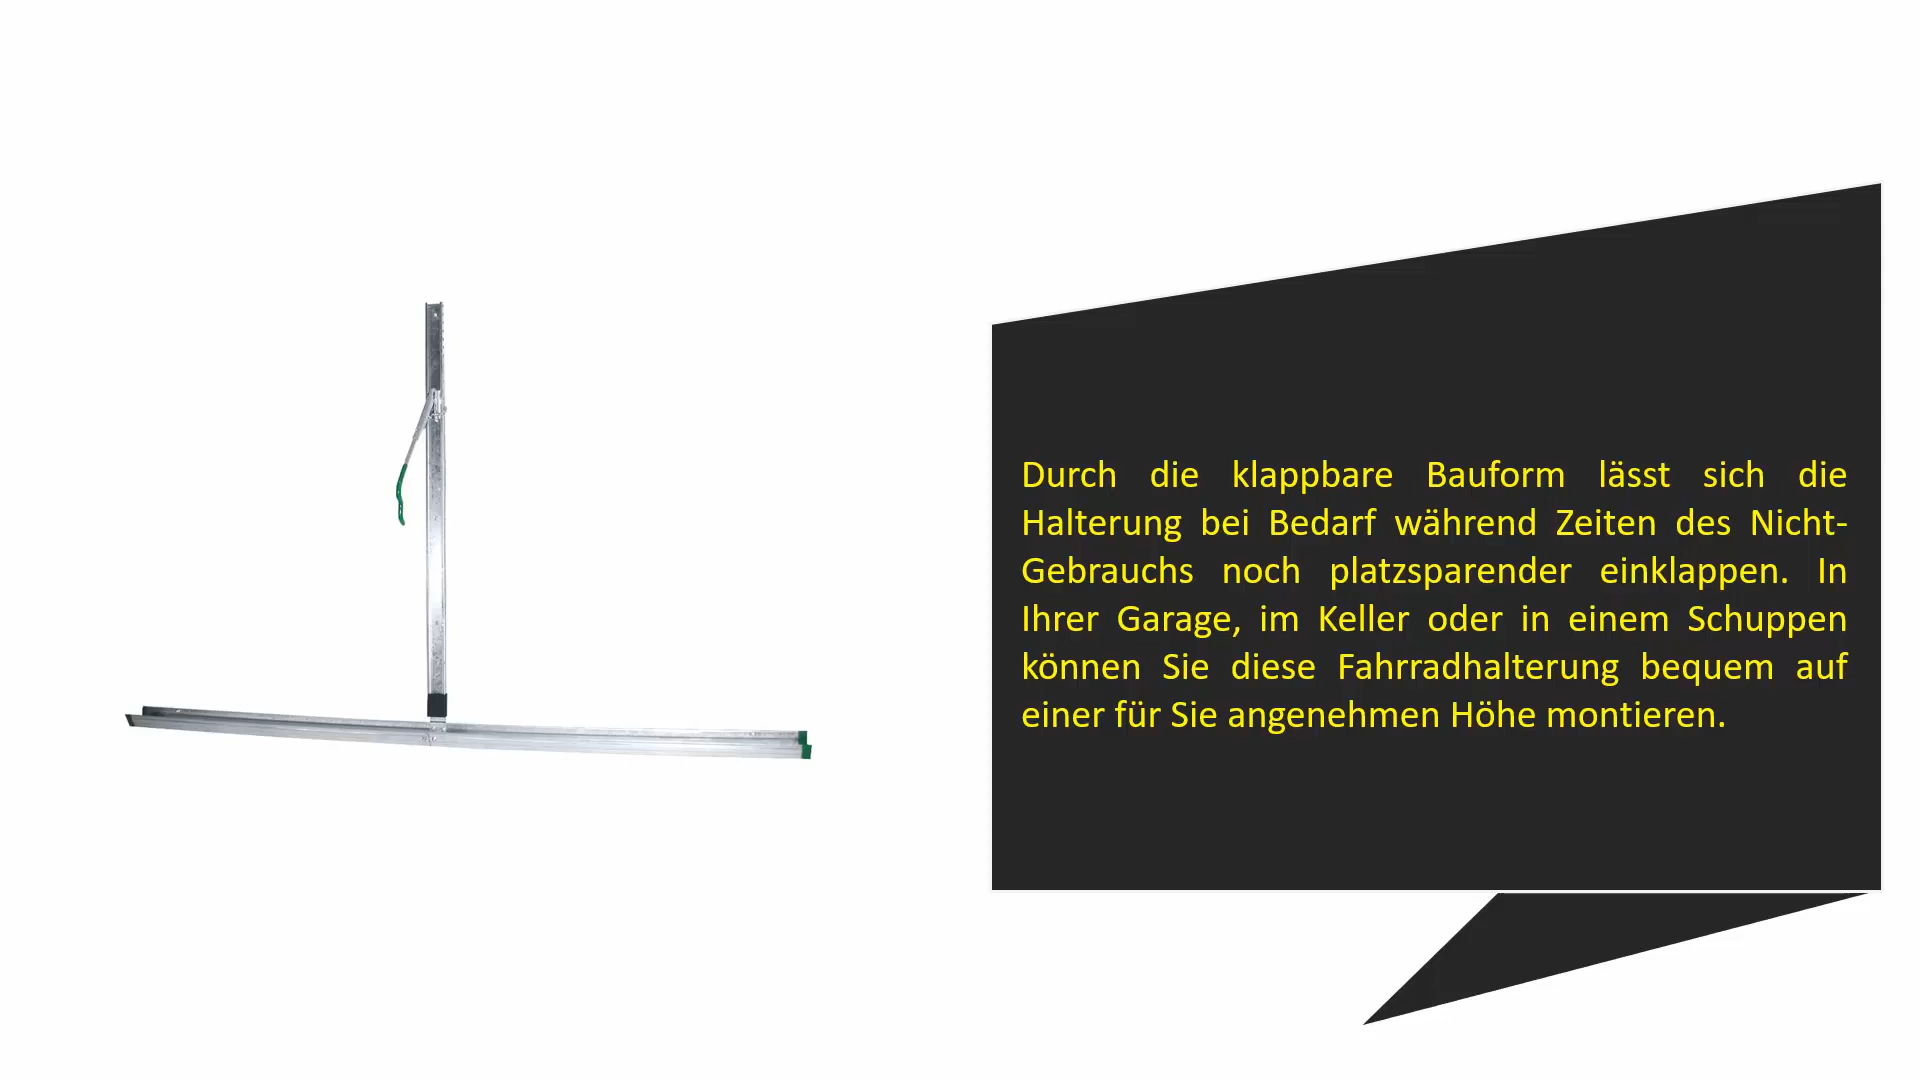 Durch die klappbare Bauform lässt sich die
Halterung bei Bedarf während Zeiten des Nicht-
Gebrauchs noch platzsparender einklappen. In
Ihrer Garage, im Keller oder in einem Schuppen
können Sie diese Fahrradhalterung bequem auf
einer für Sie angenehmen Höhe montieren.